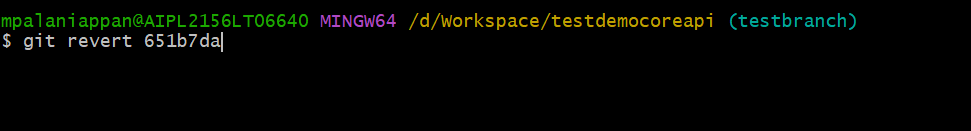 mpalaniappan@AIPL2156LT06640 MINGW64 /d/Workspace/testdemocoreapi (testbranch)
$ git revert 651b7da